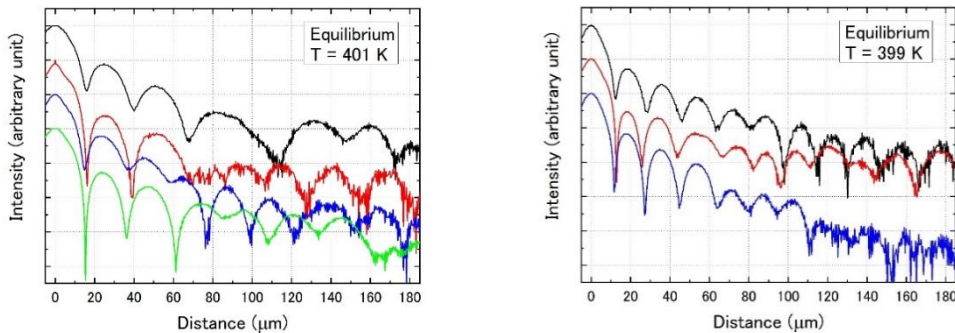 Equilibrium
T = 401 K
Intensity (arbitrary unit)
0 20 40 60 80 100 120 140 160 180
Distance (μm)
Equilibrium
T = 399 K
Intensity (arbitrary unit)
0 20 40 60 80 100 120 140 160 180
Distance (μm)